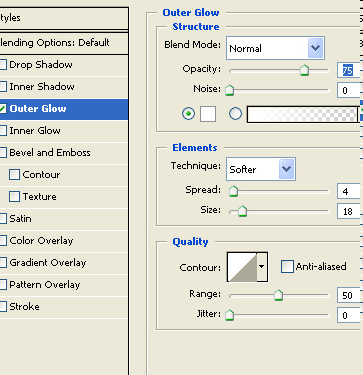 tyles
lending Options: Default
Drop Shadow
Inner Shadow
Outer Glow
Inner Glow
Bevel and Emboss
Contour
Texture
Satin
Color Overlay
Gradient Overlay
Pattern Overlay
Stroke
Outer Glow
Structure
Blend Mode: Normal
Opacity: 75
Noise: 0
Elements
Technique: Softer
Spread: 4
Size: 18
Quality
Contour: Anti-aliased
Range: 50
Jitter: 0